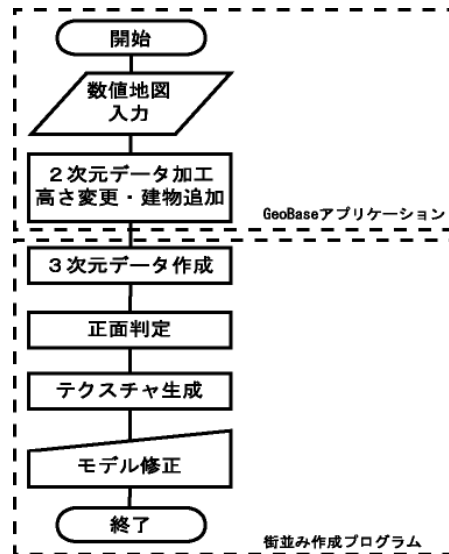 開始
数値地図
入力
2次元データ加工
高さ変更・建物追加
GeoBaseアプリケーション
3次元データ作成
正面判定
テクスチャ生成
モデル修正
終了
街並み作成プログラム